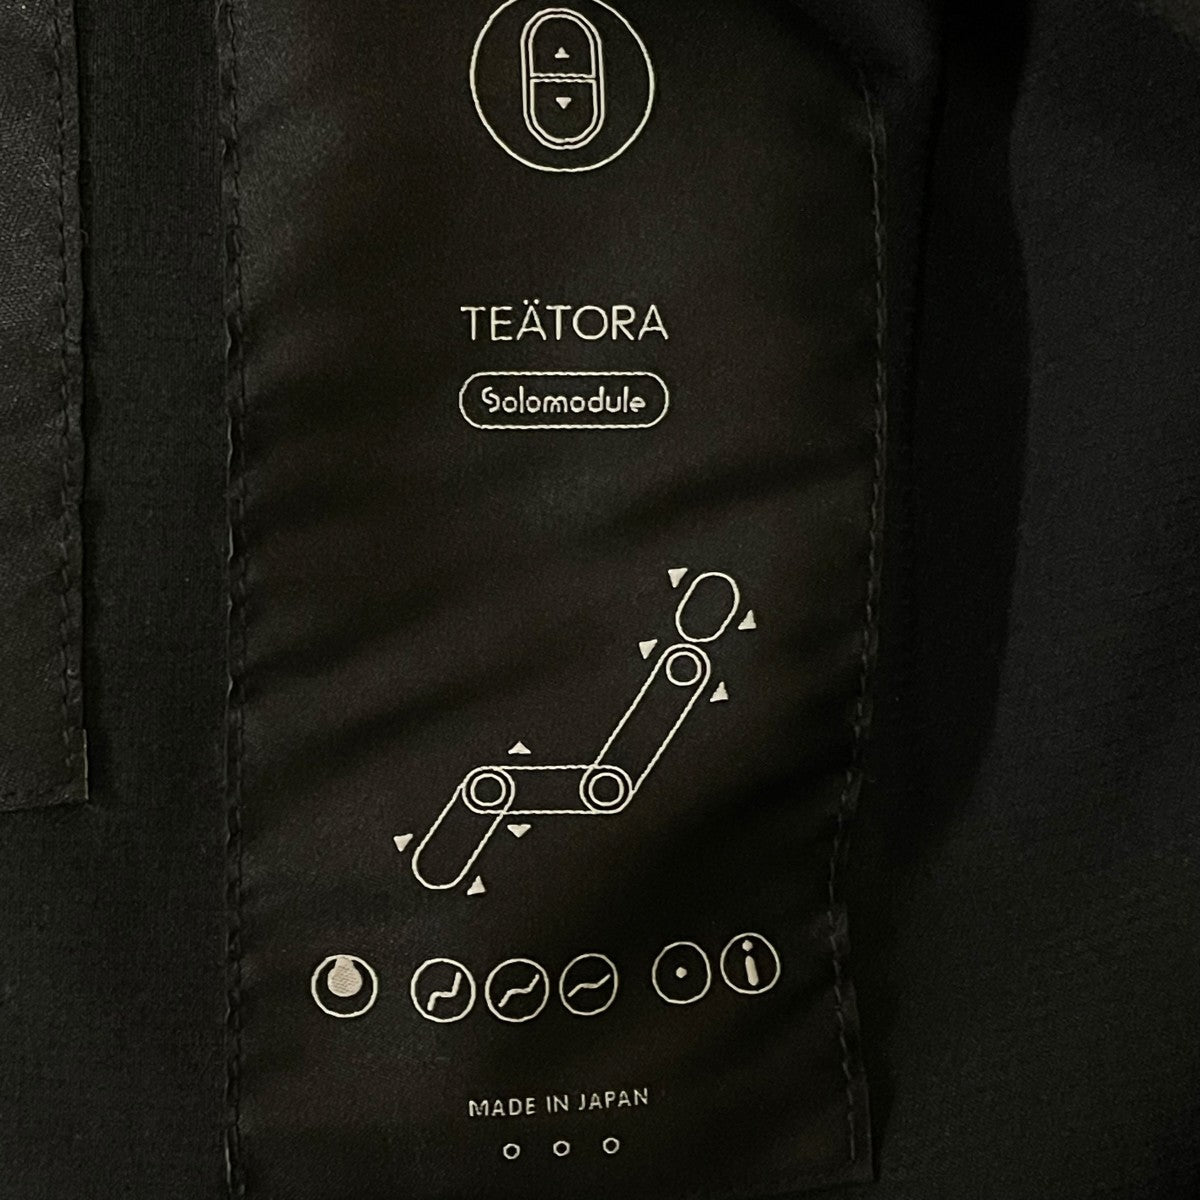 TEÄTORA
Solomodule
i
MADE IN JAPAN